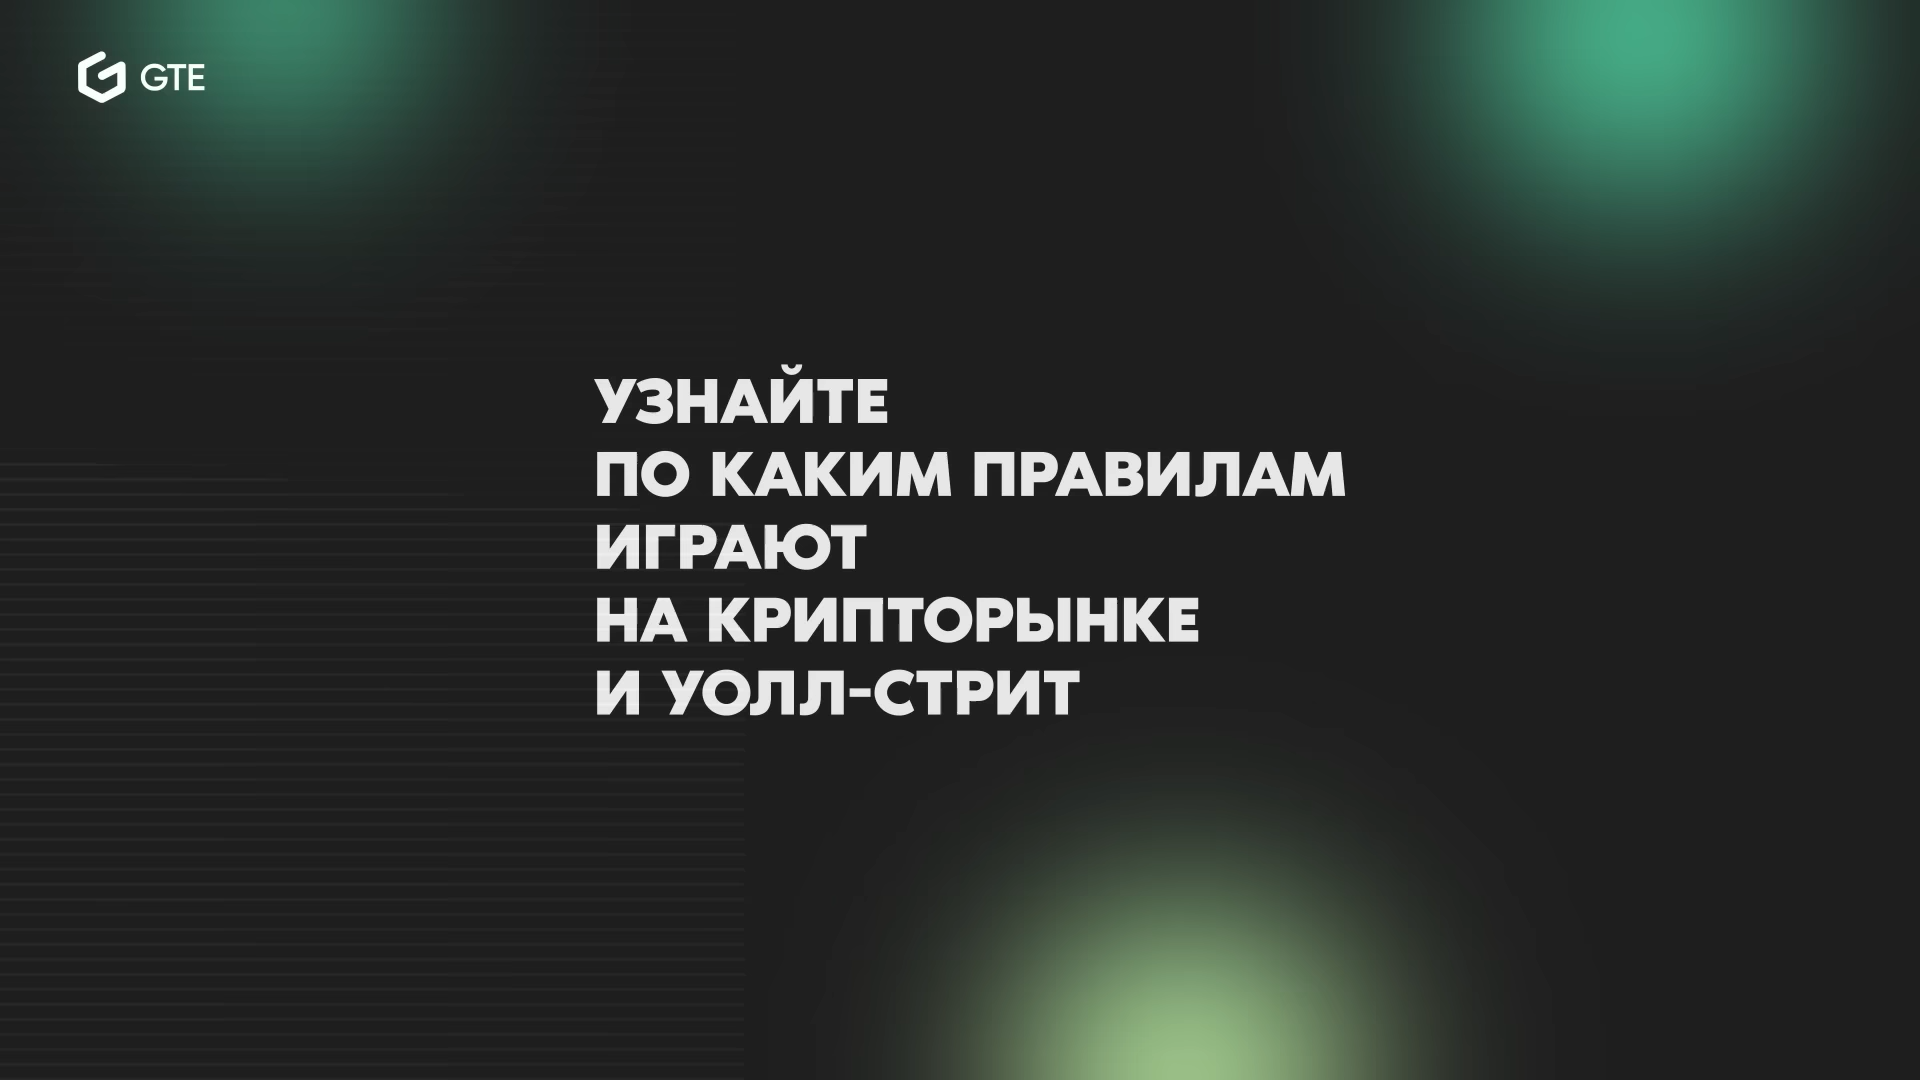 GTE
УЗНАЙТЕ
ПО КАКИМ ПРАВИЛАМ
ИГРАЮТ
НА КРИПТОРЫНКЕ
И УОЛЛ-СТРИТ